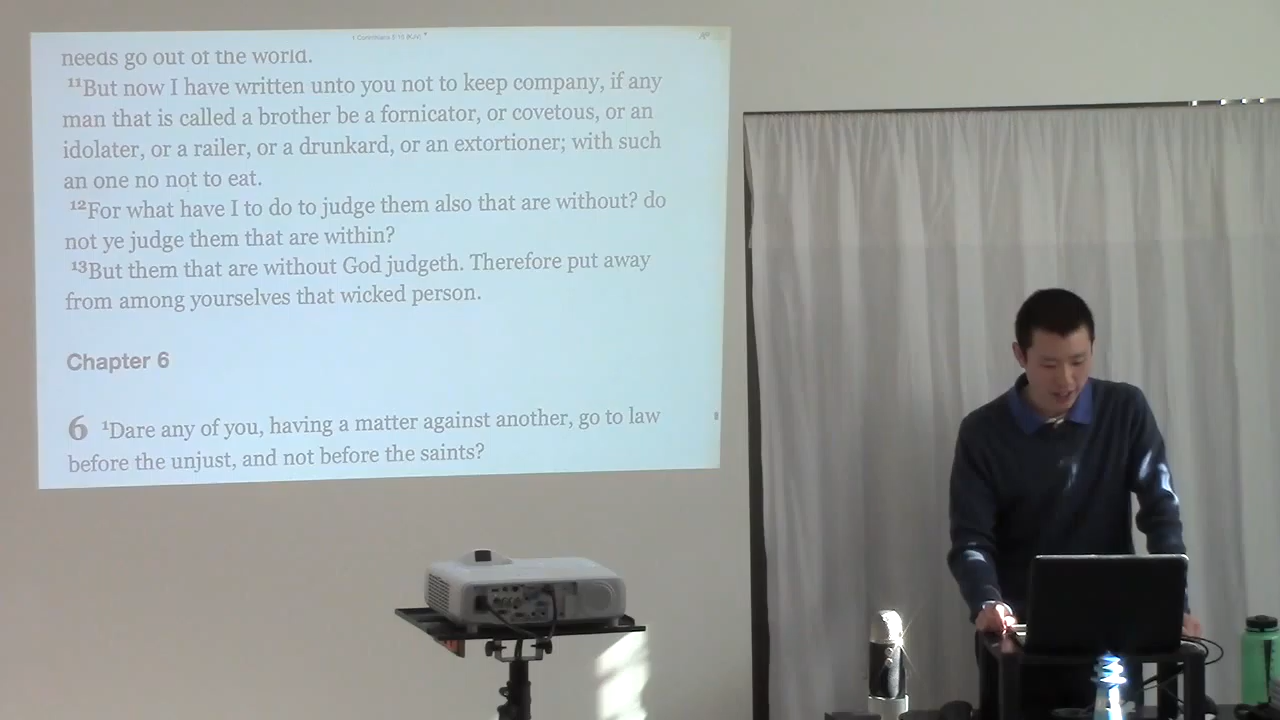 1 Corinthians 5:10 (KJV)
needs go out of the world.
11But now I have written unto you not to keep company, if any
man that is called a brother be a fornicator, or covetous, or an
idolater, or a railer, or a drunkard, or an extortioner; with such
an one no not to eat.
12For what have I to do to judge them also that are without? do
not ye judge them that are within?
13But them that are without God judgeth. Therefore put away
from among yourselves that wicked person.
Chapter 6
6 1Dare any of you, having a matter against another, go to law
before the unjust, and not before the saints?